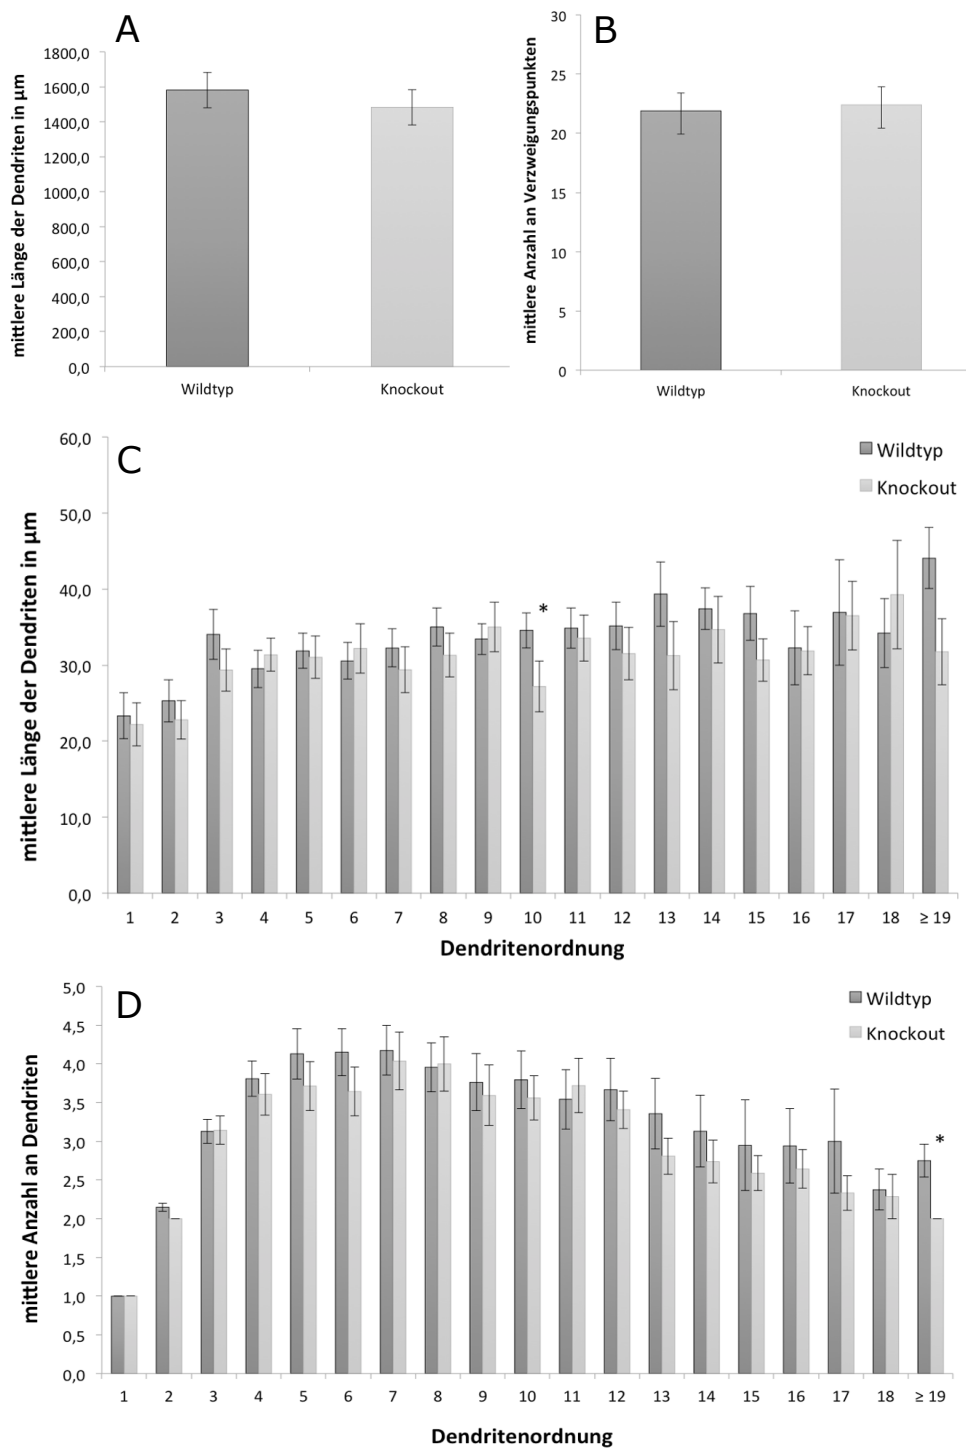 A
mittlere Länge der Dendriten in µm
1800,0
1600,0
1400,0
1200,0
1000,0
800,0
600,0
400,0
200,0
0,0
Wildtyp Knockout
B
mittlere Anzahl an Verzweigungspunkten
30
25
20
15
10
5
0
Wildtyp Knockout
C
Wildtyp
Knockout
mittlere Länge der Dendriten in µm
60,0
50,0
40,0
30,0
20,0
10,0
0,0
*
1 2 3 4 5 6 7 8 9 10 11 12 13 14 15 16 17 18 ≥ 19
Dendritenordnung
D
Wildtyp
Knockout
mittlere Anzahl an Dendriten
5,0
4,5
4,0
3,5
3,0
2,5
2,0
1,5
1,0
0,5
0,0
*
1 2 3 4 5 6 7 8 9 10 11 12 13 14 15 16 17 18 ≥ 19
Dendritenordnung